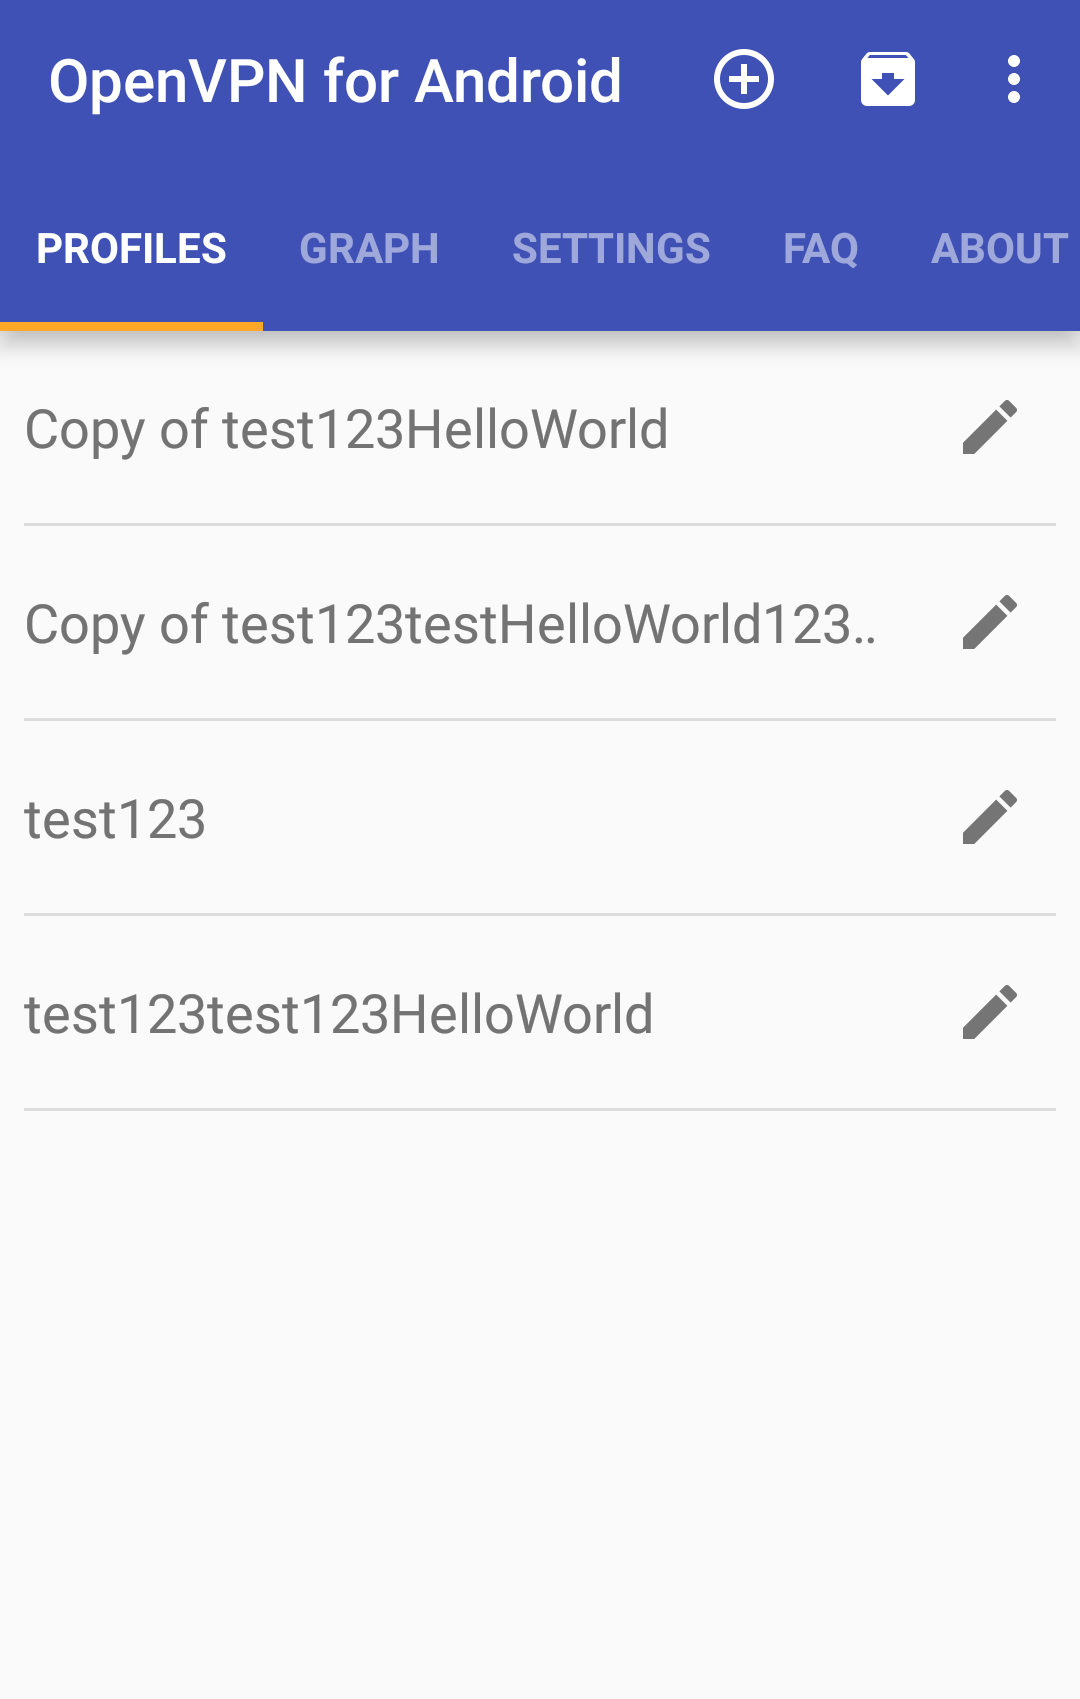 OpenVPN for Android
PROFILES GRAPH SETTINGS FAQ ABOUT
Copy of test123HelloWorld
Copy of test123testHelloWorld123..
test123
test123test123HelloWorld